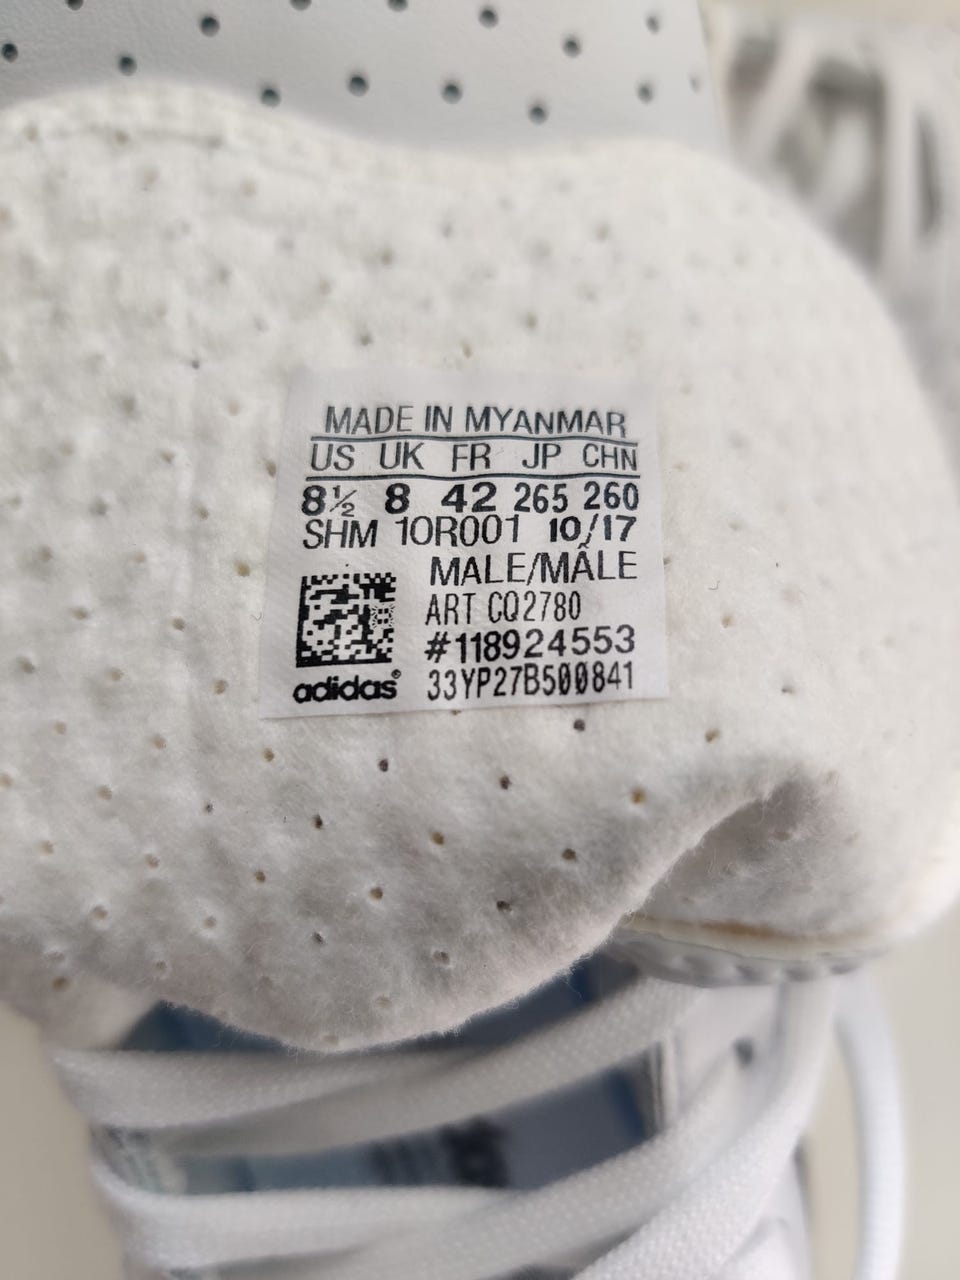 MADE IN MYANMAR
US UK FR JP CHN
8½ 8 42 265 260
SHM 10R001 10/17
MALE/MÂLE
ART CQ2780
#118924553
adidas® 33YP27B500841